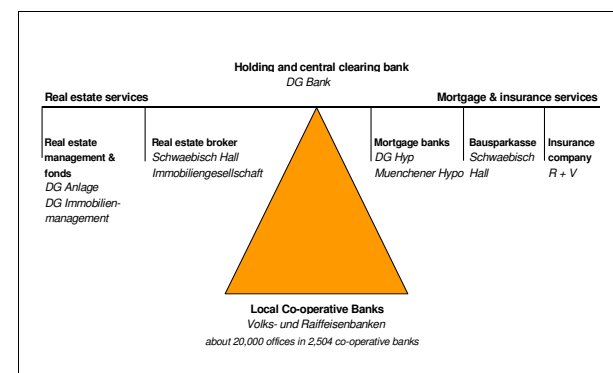 Holding and central clearing bank
DG Bank
Real estate services
Mortgage & insurance services
Real estate
management &
fonds
DG Anlage
DG Immobilien-
management
Real estate broker
Schwaebisch Hall
Immobiliengesellschaft
Mortgage banks
DG Hyp
Muenchener Hypo
Bausparkasse
Schwaebisch
Hall
Insurance
company
R + V
Local Co-operative Banks
Volks- und Raiffeisenbanken
about 20,000 offices in 2,504 co-operative banks